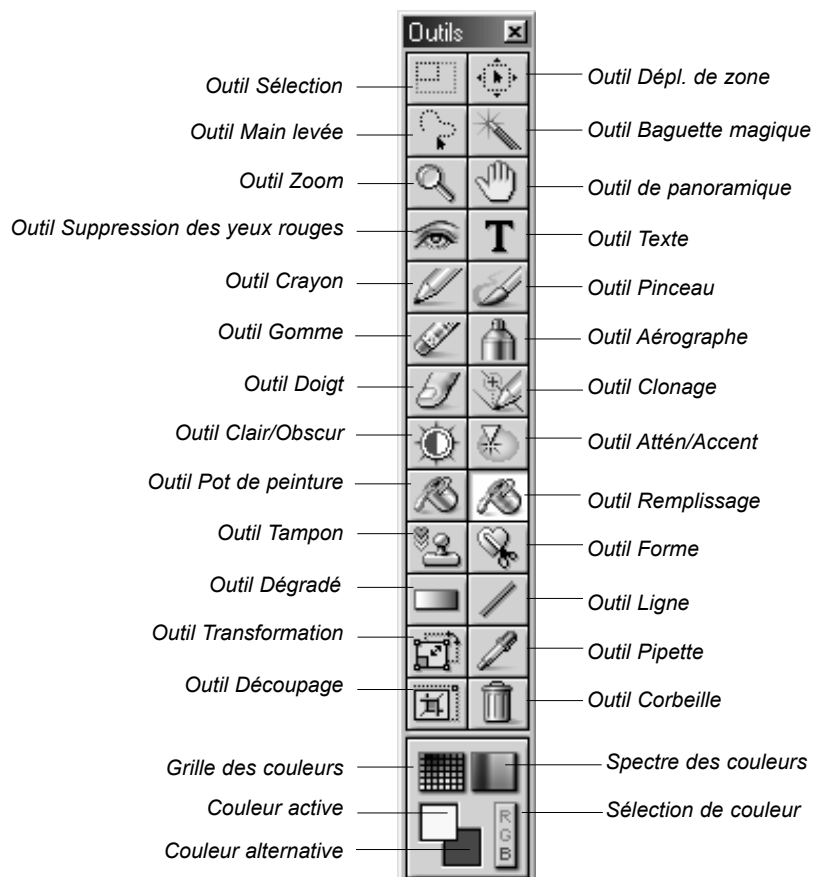 Outils
Outil Sélection
Outil Dépl. de zone
Outil Main levée
Outil Baguette magique
Outil Zoom
Outil de panoramique
Outil Suppression des yeux rouges
T
Outil Texte
Outil Crayon
Outil Pinceau
Outil Gomme
Outil Aérographe
Outil Doigt
Outil Clonage
Outil Clair/Obscur
Outil Attén/Accent
Outil Pot de peinture
Outil Remplissage
Outil Tampon
Outil Forme
Outil Dégradé
Outil Ligne
Outil Transformation
Outil Pipette
Outil Découpage
Outil Corbeille
Grille des couleurs
Spectre des couleurs
Couleur active
Sélection de couleur
R
G
B
Couleur alternative